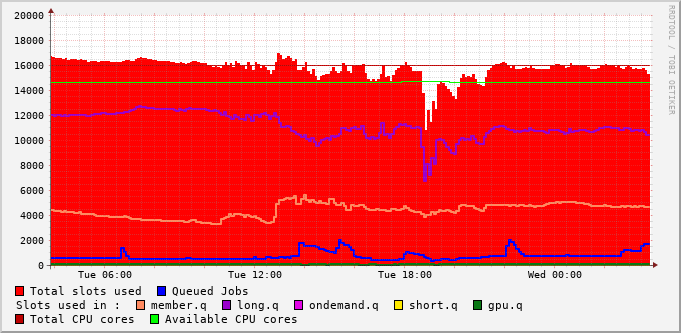 20000
18000
16000
14000
12000
10000
8000
6000
4000
2000
0
Tue 06:00 Tue 12:00 Tue 18:00 Wed 00:00
Total slots used Queued Jobs
Slots used in : member.q long.q ondemand.q short.q gpu.q
Total CPU cores Available CPU cores
RRDTOOL / TOBI OETIKER